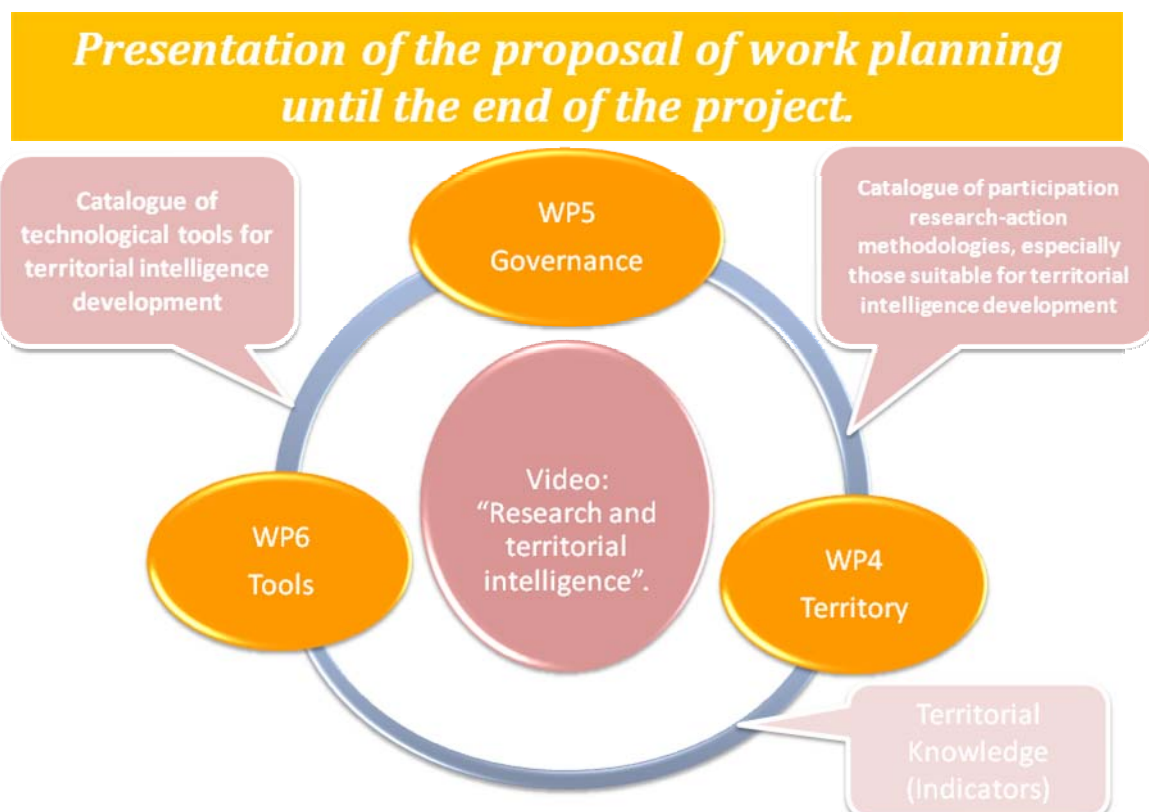 Presentation of the proposal of work planning
until the end of the project.
Catalogue of
technological tools for
territorial intelligence
development
WP5
Governance
Catalogue of participation
research-action
methodologies, especially
those suitable for territorial
intelligence development
Video:
“Research and
territorial
intelligence”.
WP6
Tools
WP4
Territory
Territorial
Knowledge
(Indicators)